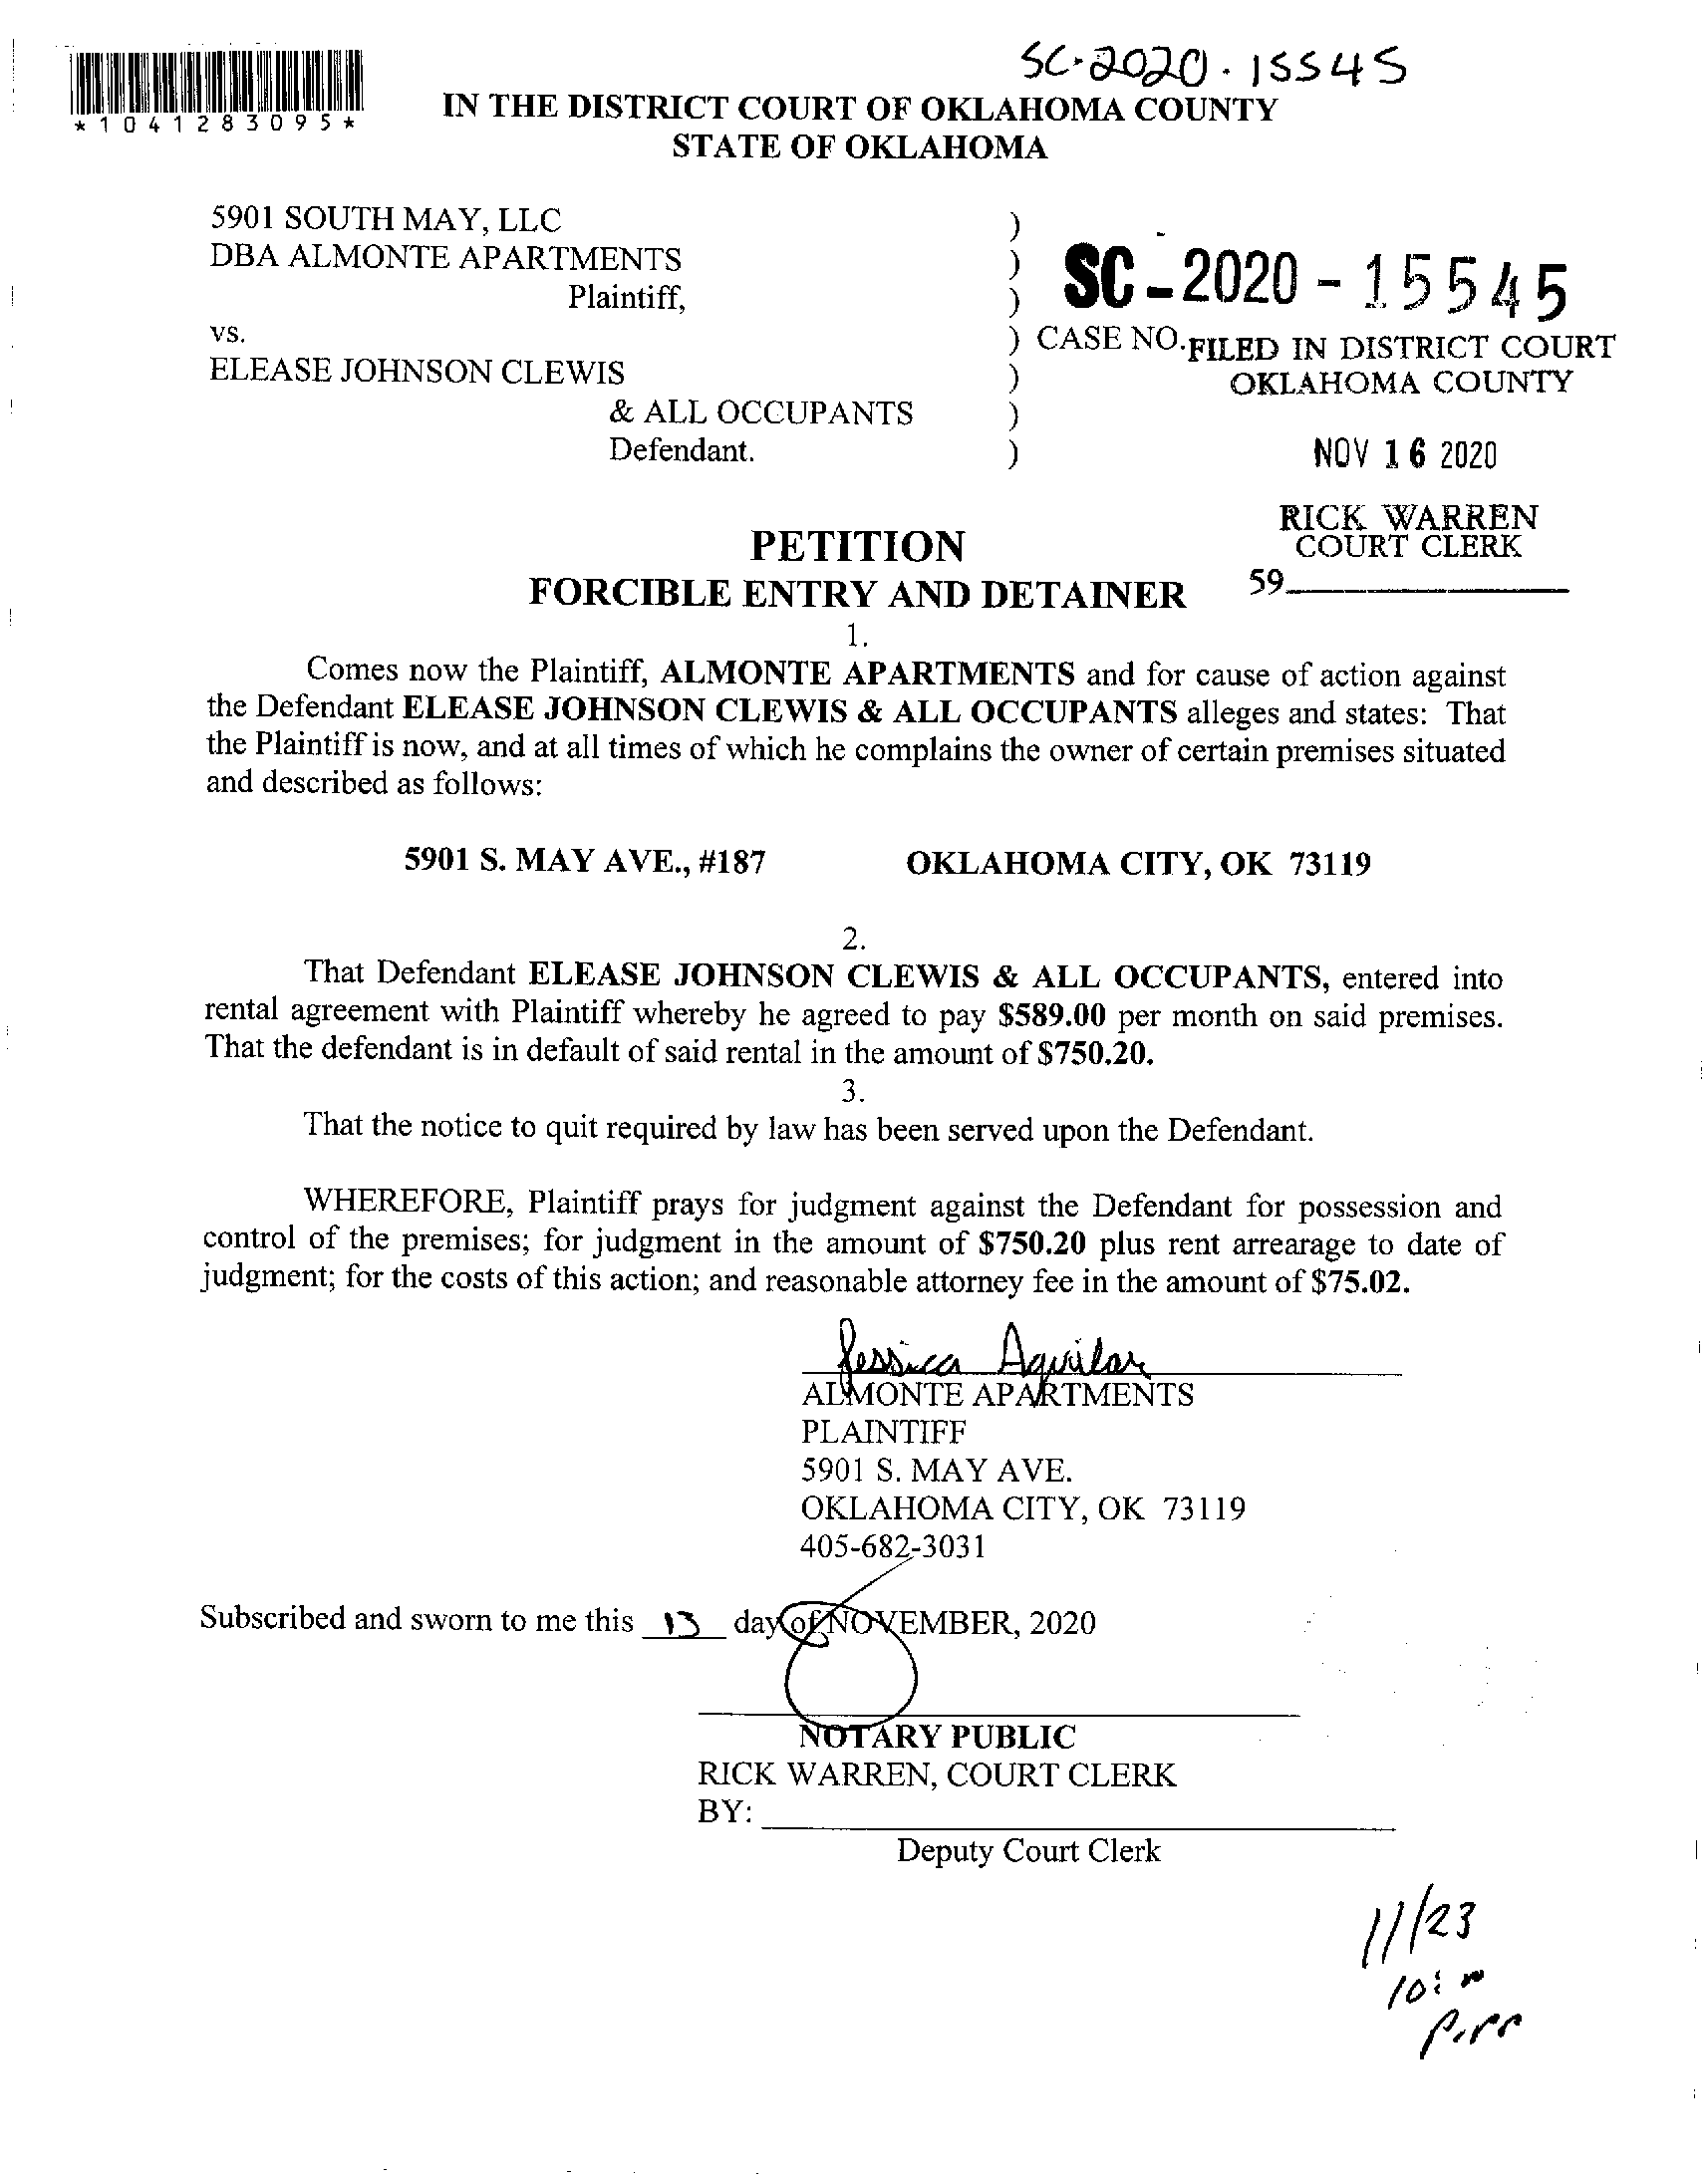 SC-2020-15545
*1041283095*
IN THE DISTRICT COURT OF OKLAHOMA COUNTY
STATE OF OKLAHOMA
5901 SOUTH MAY, LLC )
DBA ALMONTE APARTMENTS )
Plaintiff, )
SC-2020-15545
vs. ) CASE NO.
FILED IN DISTRICT COURT
OKLAHOMA COUNTY
ELEASE JOHNSON CLEWIS )
& ALL OCCUPANTS )
Defendant. )
NOV 16 2020
RICK WARREN
COURT CLERK
59
PETITION
FORCIBLE ENTRY AND DETAINER
1.
Comes now the Plaintiff, ALMONTE APARTMENTS and for cause of action against
the Defendant ELEASE JOHNSON CLEWIS & ALL OCCUPANTS alleges and states: That
the Plaintiff is now, and at all times of which he complains the owner of certain premises situated
and described as follows:
5901 S. MAY AVE., #187 OKLAHOMA CITY, OK 73119
2.
That Defendant ELEASE JOHNSON CLEWIS & ALL OCCUPANTS, entered into
rental agreement with Plaintiff whereby he agreed to pay $589.00 per month on said premises.
That the defendant is in default of said rental in the amount of $750.20.
3.
That the notice to quit required by law has been served upon the Defendant.
WHEREFORE, Plaintiff prays for judgment against the Defendant for possession and
control of the premises; for judgment in the amount of $750.20 plus rent arrearage to date of
judgment; for the costs of this action; and reasonable attorney fee in the amount of $75.02.
Jessica Aguilar
ALMONTE APARTMENTS
PLAINTIFF
5901 S. MAY AVE.
OKLAHOMA CITY, OK 73119
405-682-3031
Subscribed and sworn to me this 13 day of NOVEMBER, 2020
NOTARY PUBLIC
RICK WARREN, COURT CLERK
BY:
Deputy Court Clerk
11/23